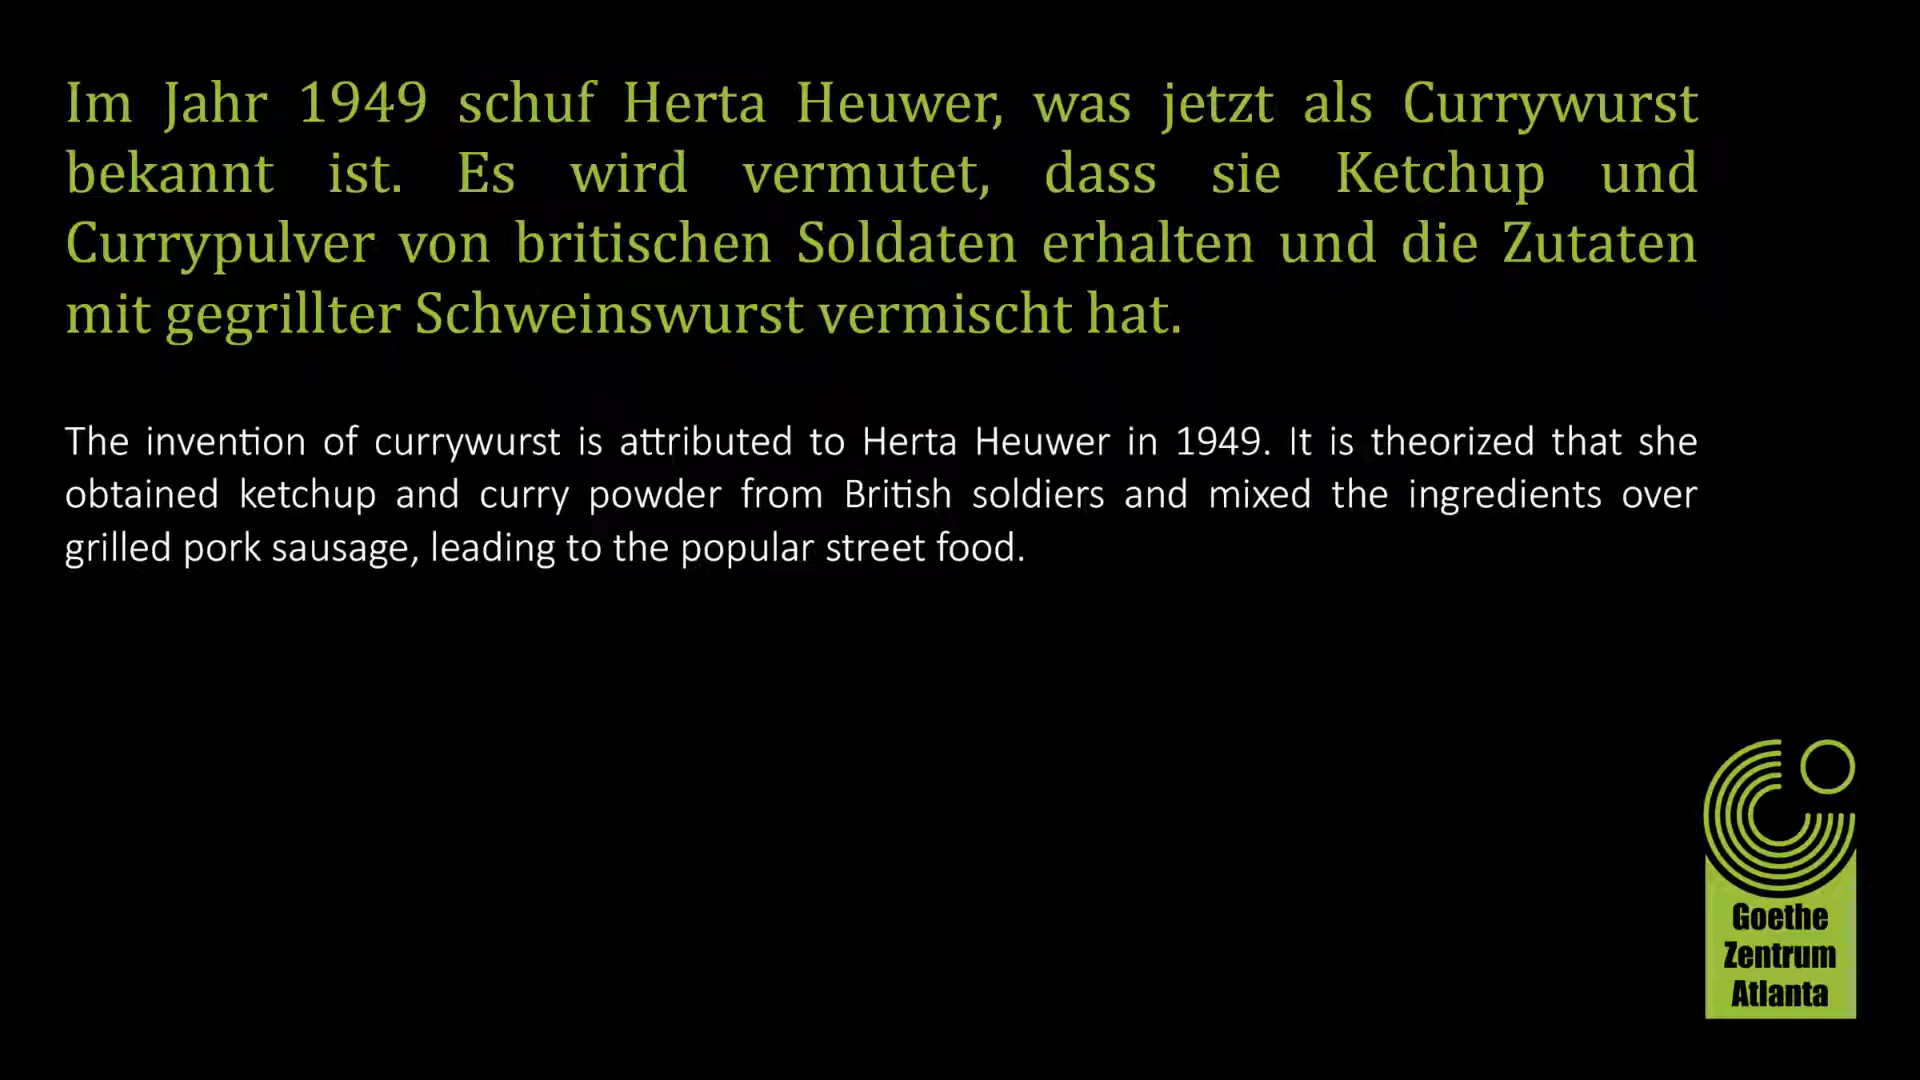 Im Jahr 1949 schuf Herta Heuwer, was jetzt als Currywurst
bekannt ist. Es wird vermutet, dass sie Ketchup und
Currypulver von britischen Soldaten erhalten und die Zutaten
mit gegrillter Schweinswurst vermischt hat.
The invention of currywurst is attributed to Herta Heuwer in 1949. It is theorized that she
obtained ketchup and curry powder from British soldiers and mixed the ingredients over
grilled pork sausage, leading to the popular street food.
Goethe
Zentrum
Atlanta